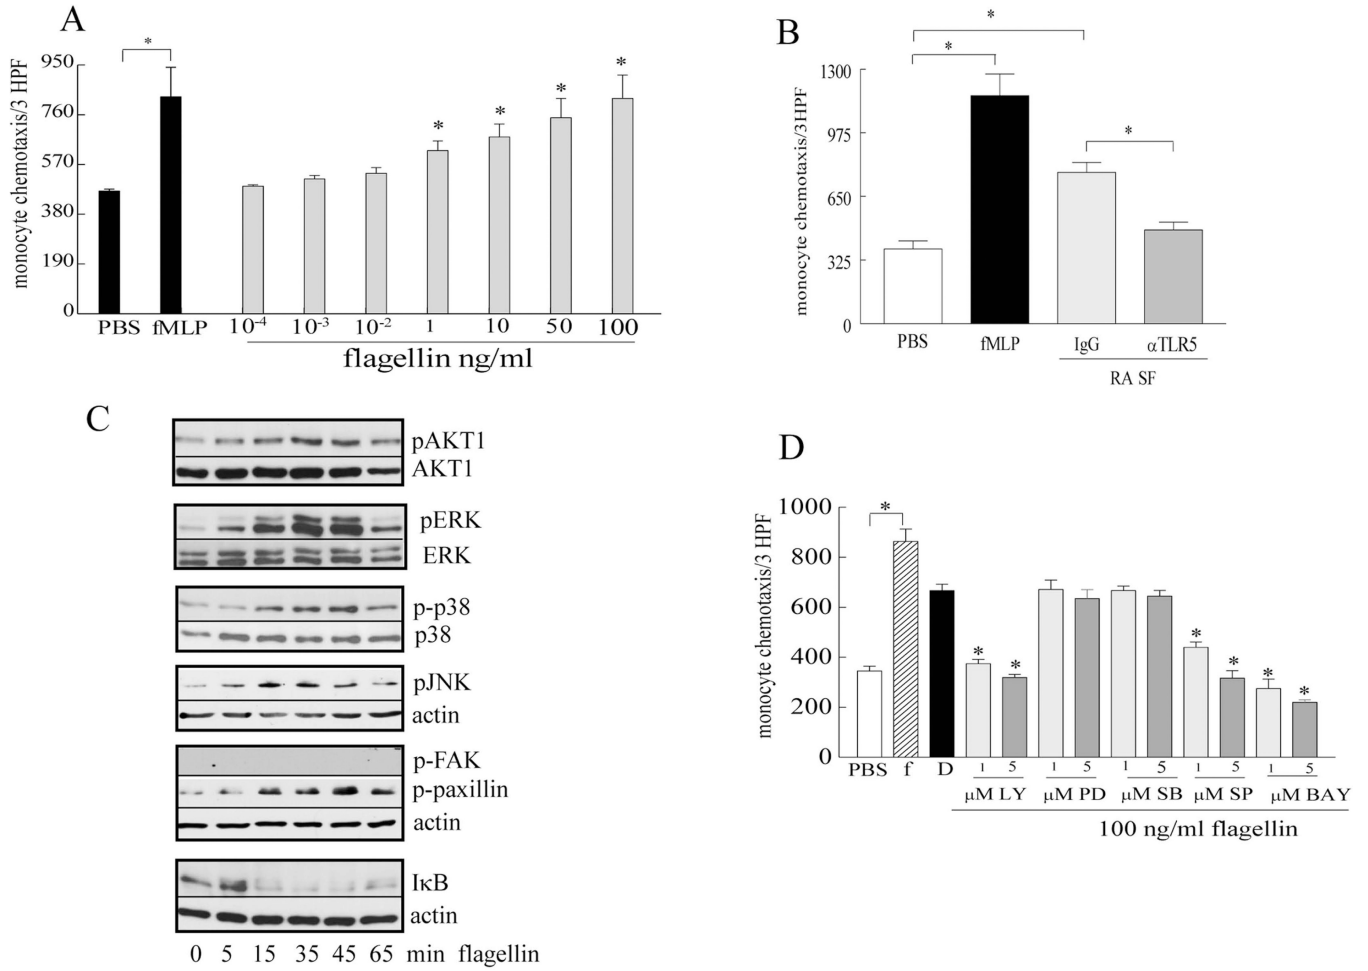 A
monocyte chemotaxis/3 HPF
950
760
570
380
190
0
*
* * * *
PBS fMLP 10-4 10-3 10-2 1 10 50 100
flagellin ng/ml
B
monocyte chemotaxis/3HPF
1300
975
650
325
0
*
*
*
PBS fMLP IgG αTLR5
RA SF
C
pAKT1
AKT1
pERK
ERK
p-p38
p38
pJNK
actin
p-FAK
p-paxillin
actin
IκB
actin
0 5 15 35 45 65 min flagellin
D
monocyte chemotaxis/3 HPF
1000
800
600
400
200
0
*
* * * * * *
PBS f D 1 5 1 5 1 5 1 5 1 5
μM LY μM PD μM SB μM SP μM BAY
100 ng/ml flagellin